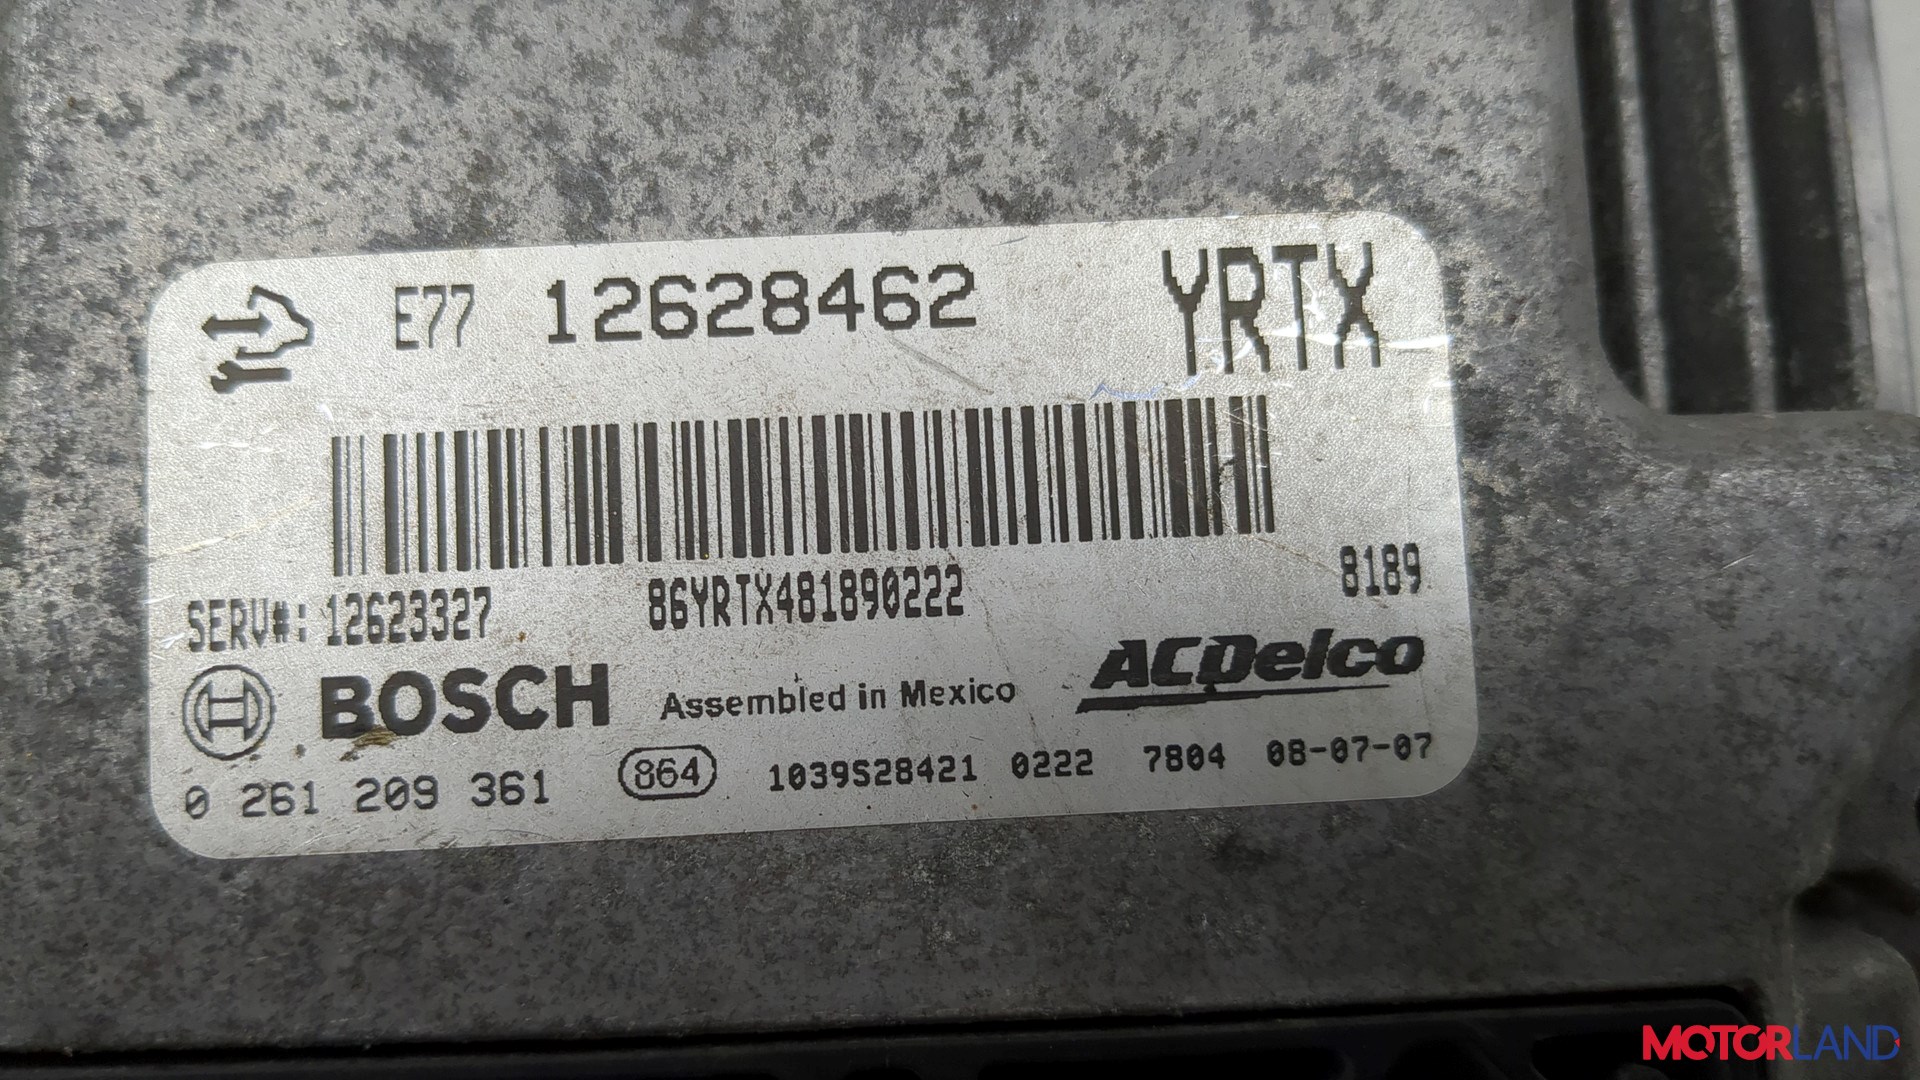 E77 12628462 YRTX
SERV#: 12623327 86YRTX481890222 8189
BOSCH Assembled in Mexico ACDelco
0 261 209 361 864 1039S28421 0222 7804 08-07-07
MOTORLAND